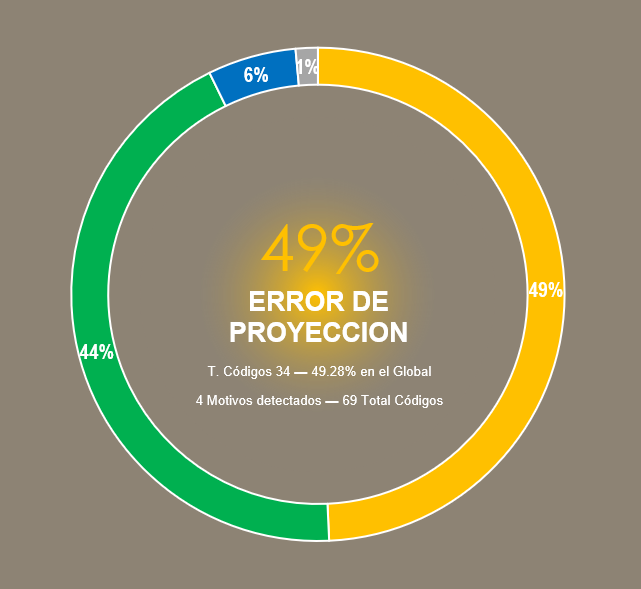 6%
1%
49%
ERROR DE
PROYECCION
49%
44%
T. Códigos 34 — 49.28% en el Global
4 Motivos detectados — 69 Total Códigos